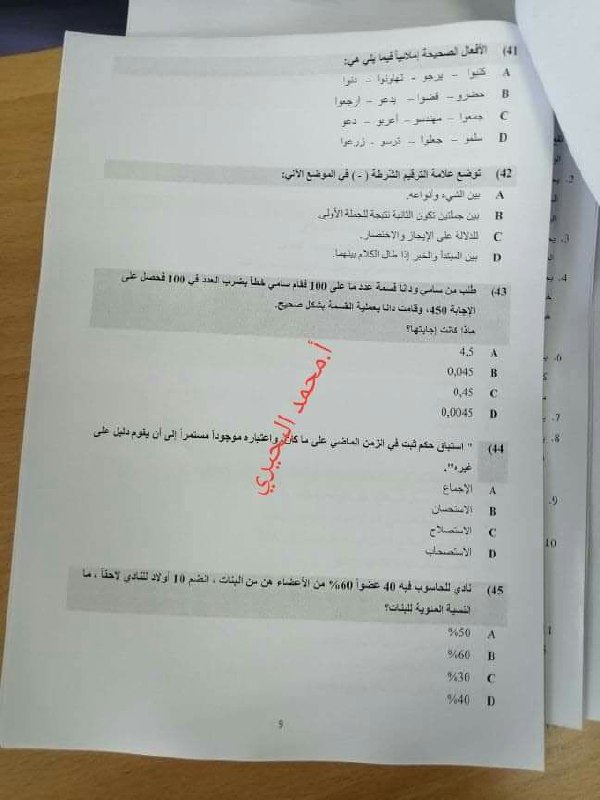 41) الأفعال الصحيحة إملائياً فيما يلي هي:
A كتبوا – يرجو – تهاونوا – دنوا
B حضرو – قضوا – يدعو – ارجعوا
C جمعوا – مهندسو – أعربو – دعو
D سلمو – جعلوا – ترسو – زرعوا
42) توضع علامة الترقيم الشرطة ( - ) في الموضع الآتي:
A بين الشيء وأنواعه.
B بين جملتين تكون الثانية نتيجة للجملة الأولى
C للدلالة على الإيجاز والاختصار.
D بين المبتدأ والخبر إذا طال الكلام بينهما.
43) طلب من سامي ودانا قسمة عدد ما على 100 فقام سامي خطأ بضرب العدد في 100 فحصل على
الإجابة 450، وقامت دانا بعملية القسمة بشكل صحيح.
ماذا كانت إجابتها؟
A 4,5
B 0,045
C 0,45
D 0,0045
44) " استبقاء حكم ثبت في الزمن الماضي على ما كان، واعتباره موجوداً مستمراً إلى أن يقوم دليل على
غيره".
A الإجماع
B الاستحسان
C الاستصلاح
D الاستصحاب
45) نادي للحاسوب فيه 40 عضواً 60% من الأعضاء هن من البنات ، انضم 10 أولاد للنادي لاحقاً ، ما
النسبة المئوية للبنات؟
A %50
B %60
C %30
D %40
9
أ.محمد البحيدي